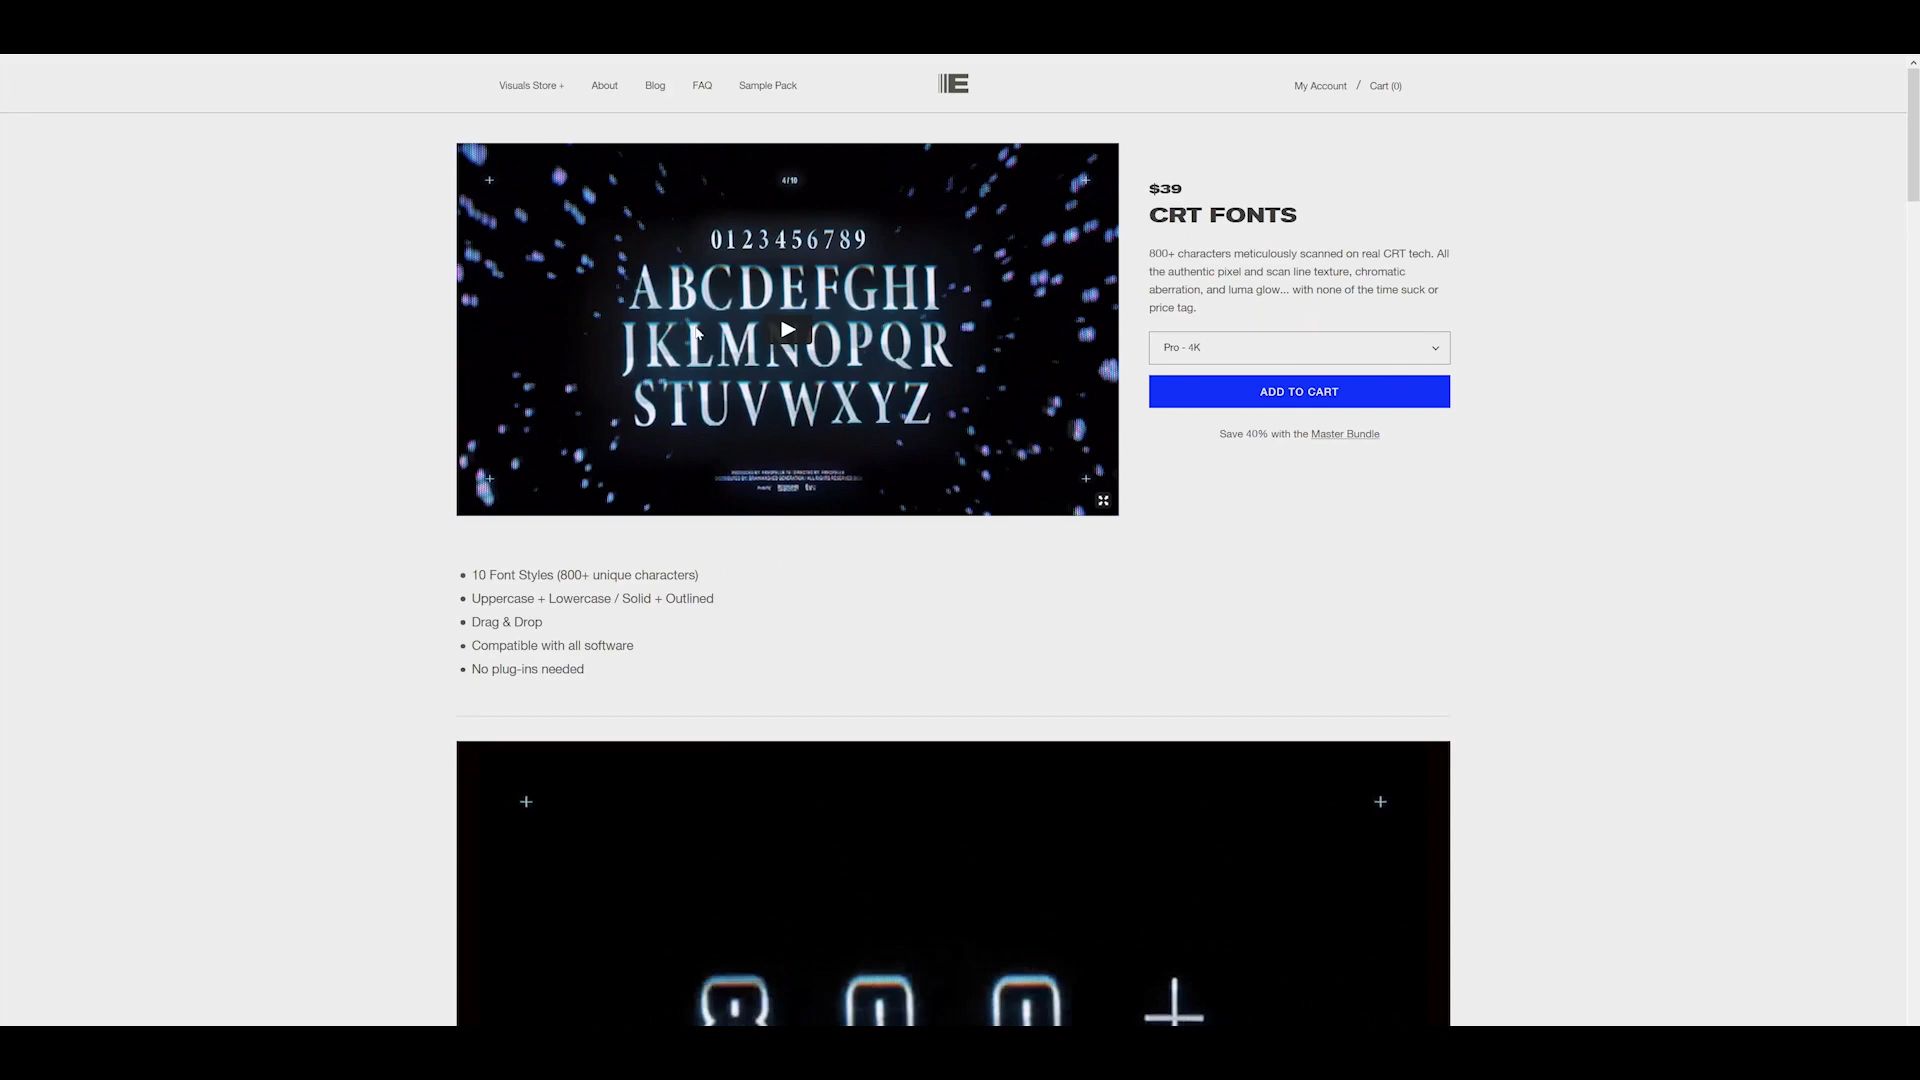 Visuals Store +
About
Blog
FAQ
Sample Pack
E
My Account / Cart (0)
4/10
0123456789
ABCDEFGHI
JKLMNOPQR
STUVWXYZ
$39
CRT FONTS
800+ characters meticulously scanned on real CRT tech. All
the authentic pixel and scan line texture, chromatic
aberration, and luma glow... with none of the time suck or
price tag.
Pro - 4K
ADD TO CART
Save 40% with the Master Bundle
10 Font Styles (800+ unique characters)
Uppercase + Lowercase / Solid + Outlined
Drag & Drop
Compatible with all software
No plug-ins needed
800+